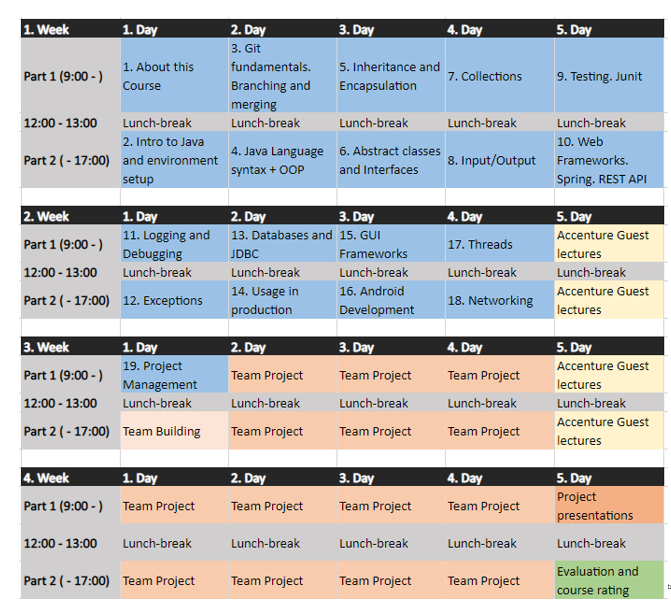 1. Week 1. Day 2. Day 3. Day 4. Day 5. Day
Part 1 (9:00 - ) 1. About this Course 3. Git fundamentals. Branching and merging 5. Inheritance and Encapsulation 7. Collections 9. Testing. Junit
12:00 - 13:00 Lunch-break Lunch-break Lunch-break Lunch-break Lunch-break
Part 2 ( - 17:00) 2. Intro to Java and environment setup 4. Java Language syntax + OOP 6. Abstract classes and Interfaces 8. Input/Output 10. Web Frameworks. Spring. REST API
2. Week 1. Day 2. Day 3. Day 4. Day 5. Day
Part 1 (9:00 - ) 11. Logging and Debugging 13. Databases and JDBC 15. GUI Frameworks 17. Threads Accenture Guest lectures
12:00 - 13:00 Lunch-break Lunch-break Lunch-break Lunch-break Lunch-break
Part 2 ( - 17:00) 12. Exceptions 14. Usage in production 16. Android Development 18. Networking Accenture Guest lectures
3. Week 1. Day 2. Day 3. Day 4. Day 5. Day
Part 1 (9:00 - ) 19. Project Management Team Project Team Project Team Project Accenture Guest lectures
12:00 - 13:00 Lunch-break Lunch-break Lunch-break Lunch-break Lunch-break
Part 2 ( - 17:00) Team Building Team Project Team Project Team Project Accenture Guest lectures
4. Week 1. Day 2. Day 3. Day 4. Day 5. Day
Part 1 (9:00 - ) Team Project Team Project Team Project Team Project Project presentations
12:00 - 13:00 Lunch-break Lunch-break Lunch-break Lunch-break Lunch-break
Part 2 ( - 17:00) Team Project Team Project Team Project Team Project Evaluation and course rating